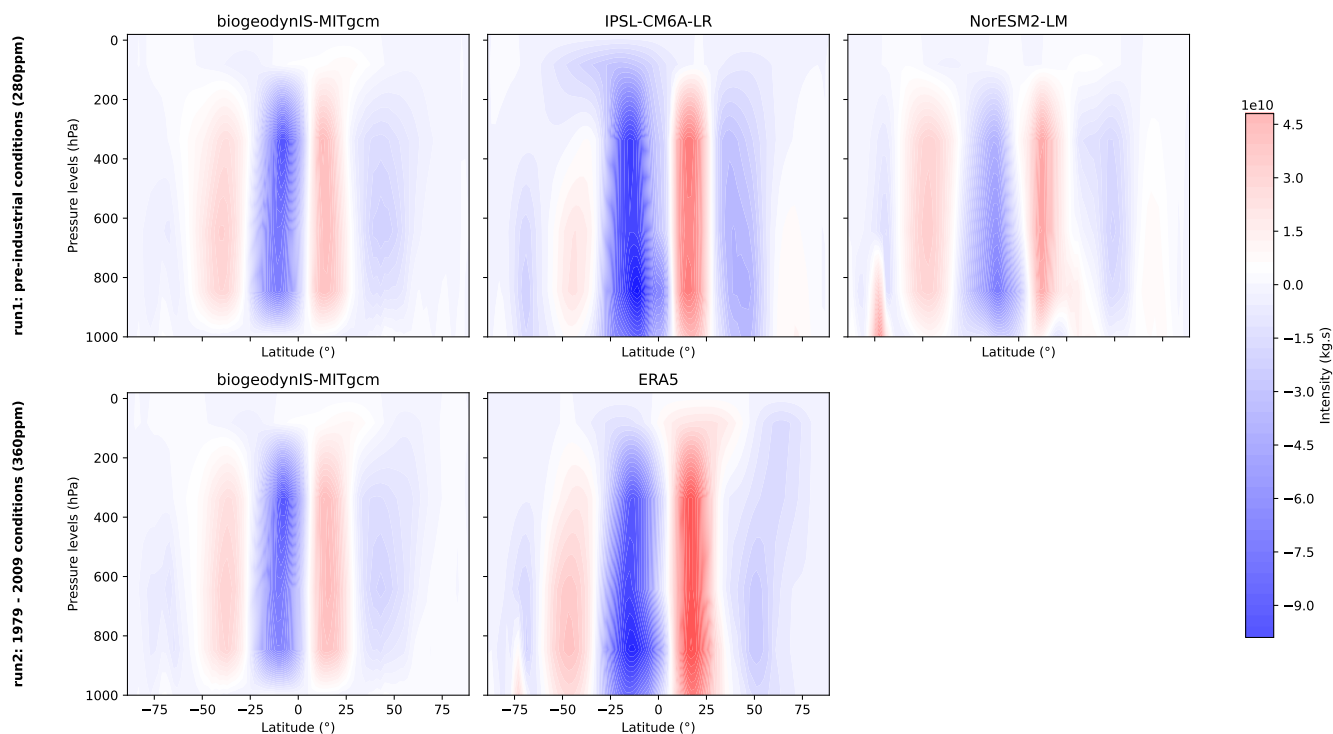 biogeodynIS-MITgcm
IPSL-CM6A-LR
NorESM2-LM
run1: pre-industrial conditions (280ppm)
Pressure levels (hPa)
0
200
400
600
800
1000
Latitude (°)
Latitude (°)
Latitude (°)
biogeodynIS-MITgcm
ERA5
run2: 1979 - 2009 conditions (360ppm)
Pressure levels (hPa)
0
200
400
600
800
1000
−75 −50 −25 0 25 50 75
Latitude (°)
−75 −50 −25 0 25 50 75
Latitude (°)
1e10
4.5
3.0
1.5
0.0
−1.5
−3.0
−4.5
−6.0
−7.5
−9.0
Intensity (kg.s)